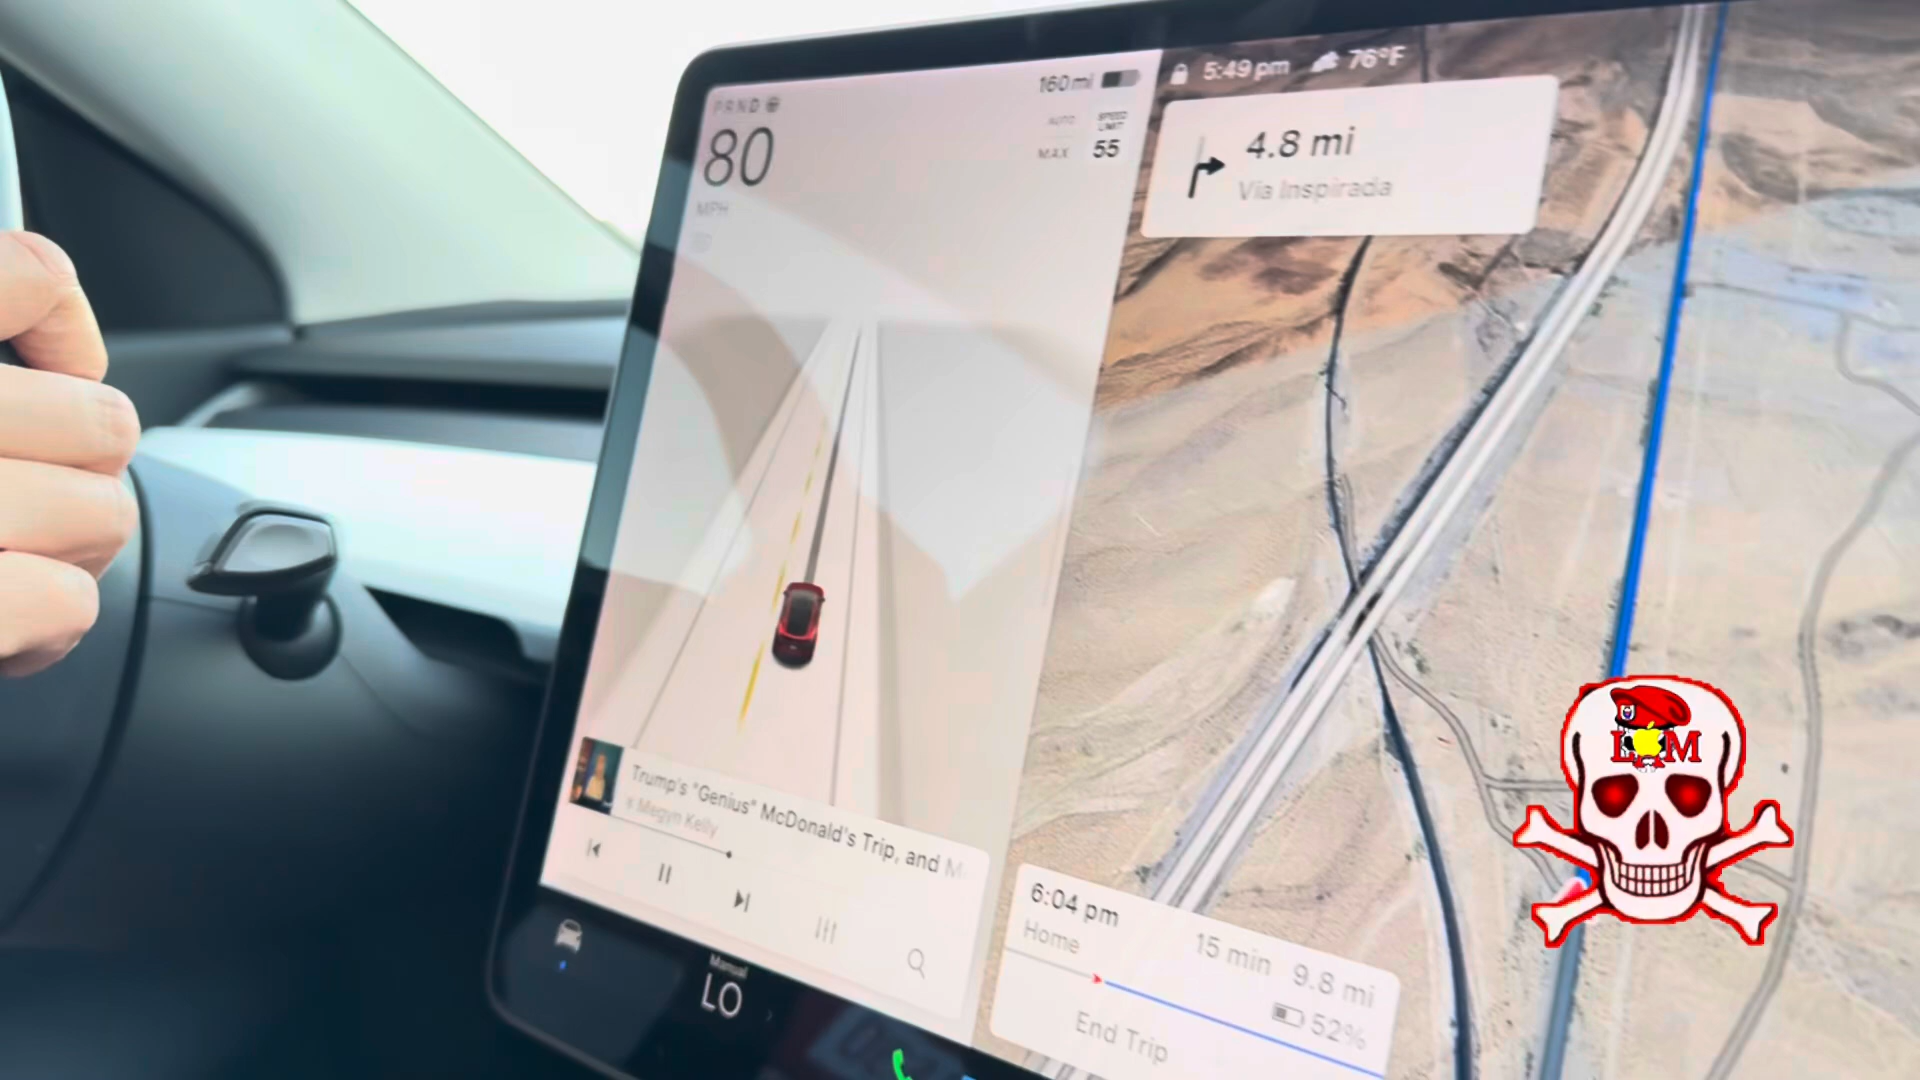 PRND
160 mi
80
MPH
AUTO
MAX
SPEED
LIMIT
55
5:49 pm
76°F
4.8 mi
Via Inspirada
Trump's "Genius" McDonald's Trip, and M
Megyn Kelly
Manual
LO
6:04 pm
Home
15 min
9.8 mi
52%
End Trip
L M